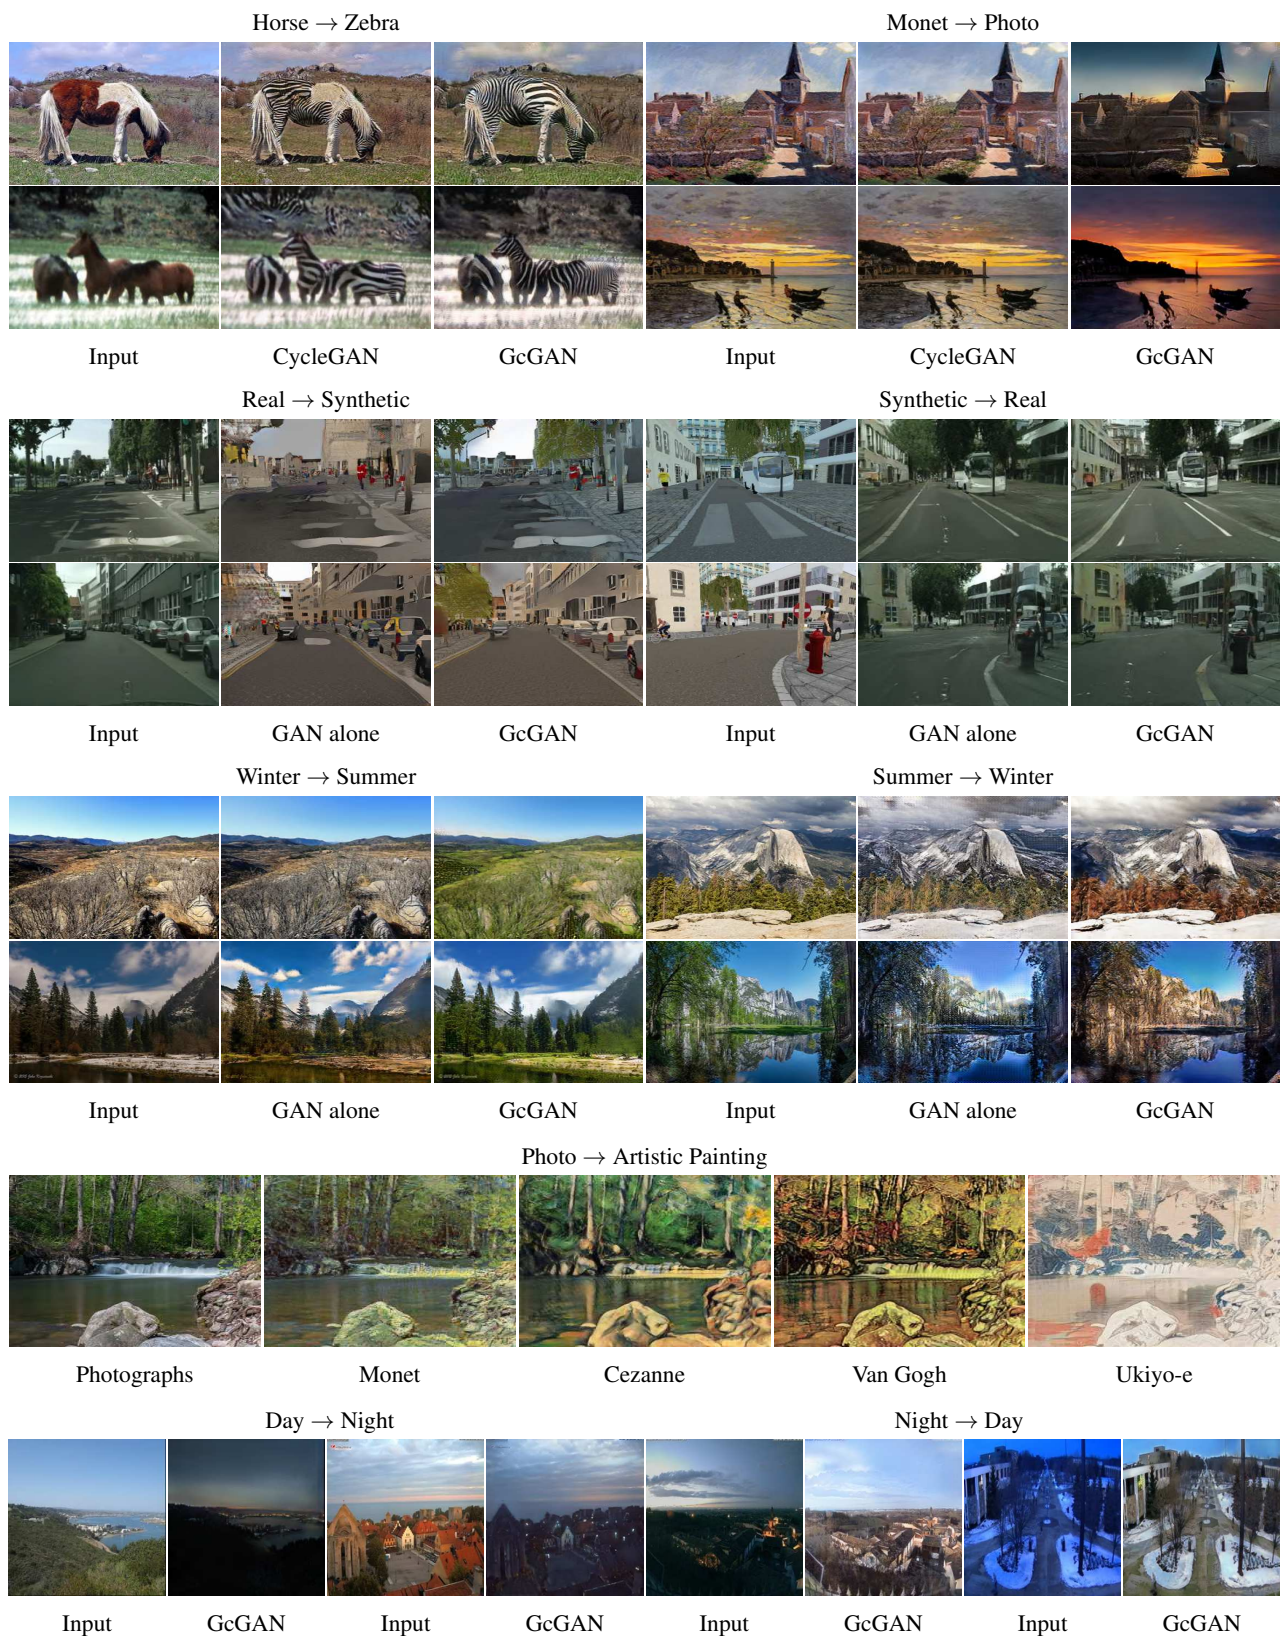 Horse → Zebra Monet → Photo
Input CycleGAN GcGAN Input CycleGAN GcGAN
Real → Synthetic Synthetic → Real
Input GAN alone GcGAN Input GAN alone GcGAN
Winter → Summer Summer → Winter
Input GAN alone GcGAN Input GAN alone GcGAN
Photo → Artistic Painting
Photographs Monet Cezanne Van Gogh Ukiyo-e
Day → Night Night → Day
Input GcGAN Input GcGAN Input GcGAN Input GcGAN